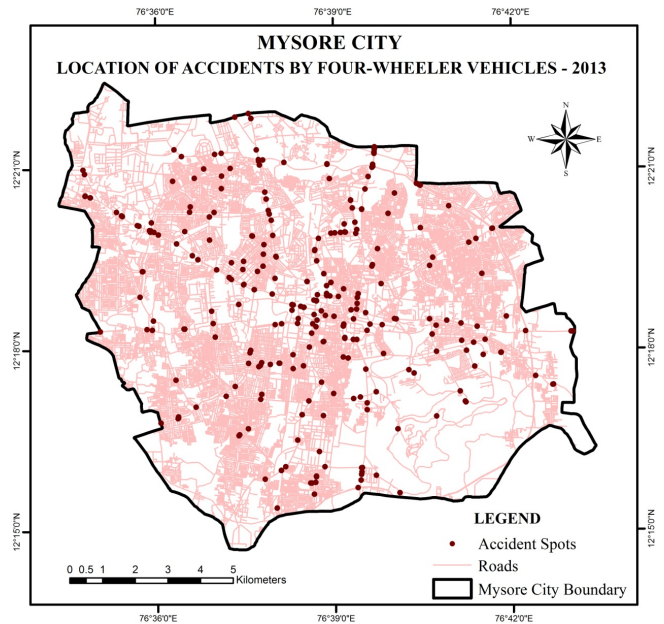 76°36'0"E 76°39'0"E 76°42'0"E
MYSORE CITY
LOCATION OF ACCIDENTS BY FOUR-WHEELER VEHICLES - 2013
N
W E
S
12°21'0"N 12°21'0"N
12°18'0"N 12°18'0"N
12°15'0"N 12°15'0"N
LEGEND
Accident Spots
Roads
Mysore City Boundary
0 0.5 1 2 3 4 5
Kilometers
76°36'0"E 76°39'0"E 76°42'0"E